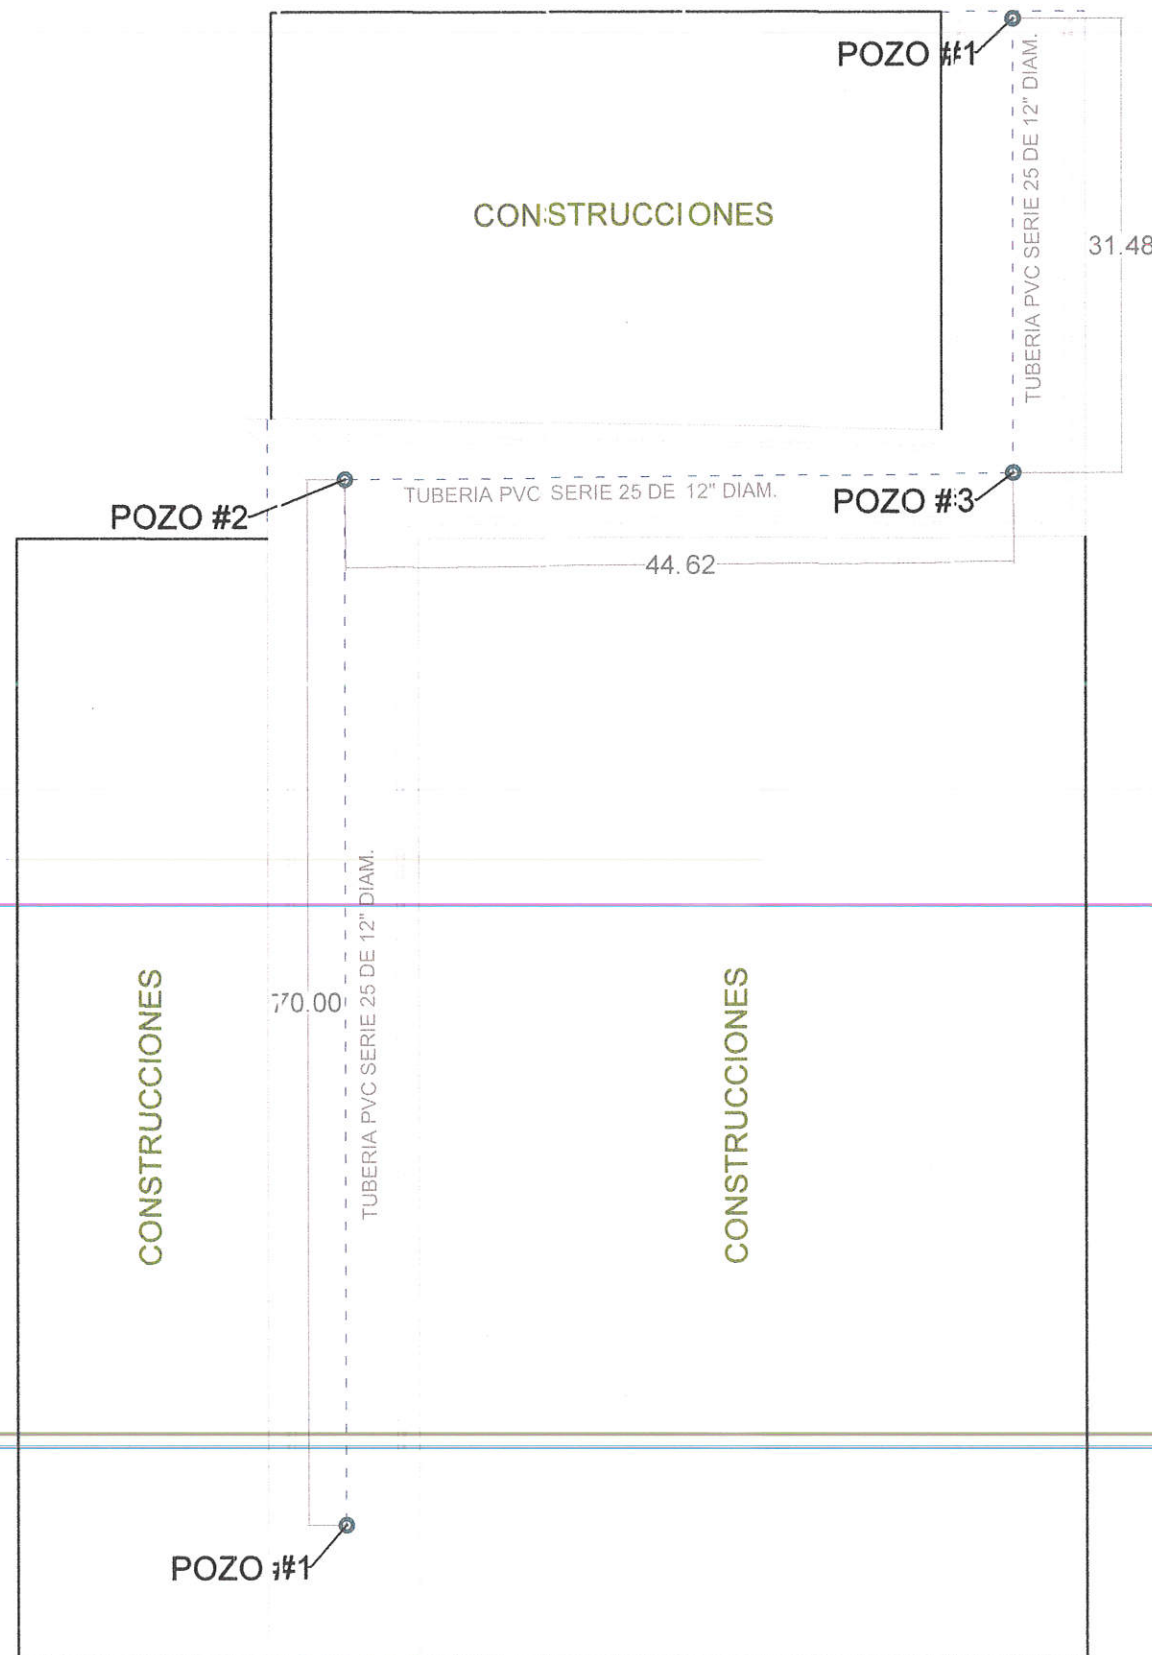 POZO #1
TUBERIA PVC SERIE 25 DE 12" DIAM.
CONSTRUCCIONES
31.48
TUBERIA PVC SERIE 25 DE 12" DIAM.
POZO #3
POZO #2
44.62
TUBERIA PVC SERIE 25 DE 12" DIAM.
70.00
CONSTRUCCIONES
CONSTRUCCIONES
POZO #1